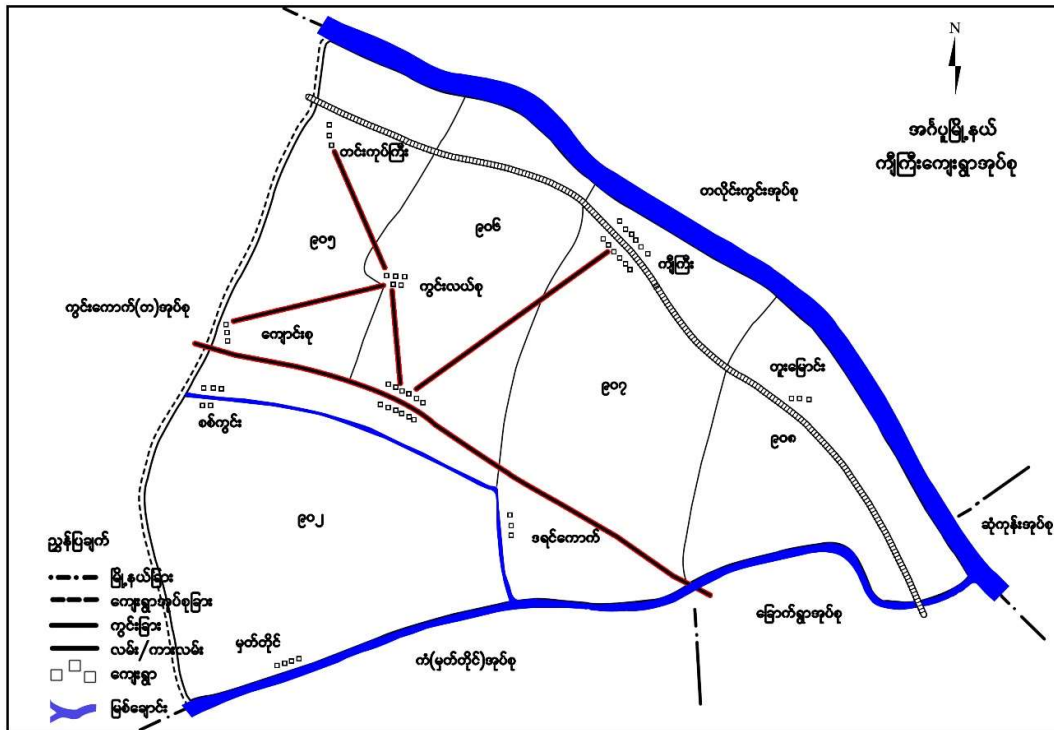 N
အင်္ဂပူမြို့နယ်
ကျီကြီးကျေးရွာအုပ်စု
တလိုင်းကွင်းအုပ်စု
တင်းကုပ်ကြီး
၉၀၆
၉၀၅
ကျီကြီး
ကွင်းလယ်စု
ကွင်းကောက်(တ)အုပ်စု
ကျောင်းစု
တူးမြောင်း
၉၀၇
စစ်ကွင်း
၉၀၈
၉၀၂
ဆုံကုန်းအုပ်စု
ဒရင်ကောက်
ညွှန်ပြချက်
မြို့နယ်ခြား
ကျေးရွာအုပ်စုခြား
ကွင်းခြား
လမ်း/ကားလမ်း
ကျေးရွာ
မြစ်ချောင်း
ခြောက်ရွာအုပ်စု
မှတ်တိုင်
ကံ(မှတ်တိုင်)အုပ်စု